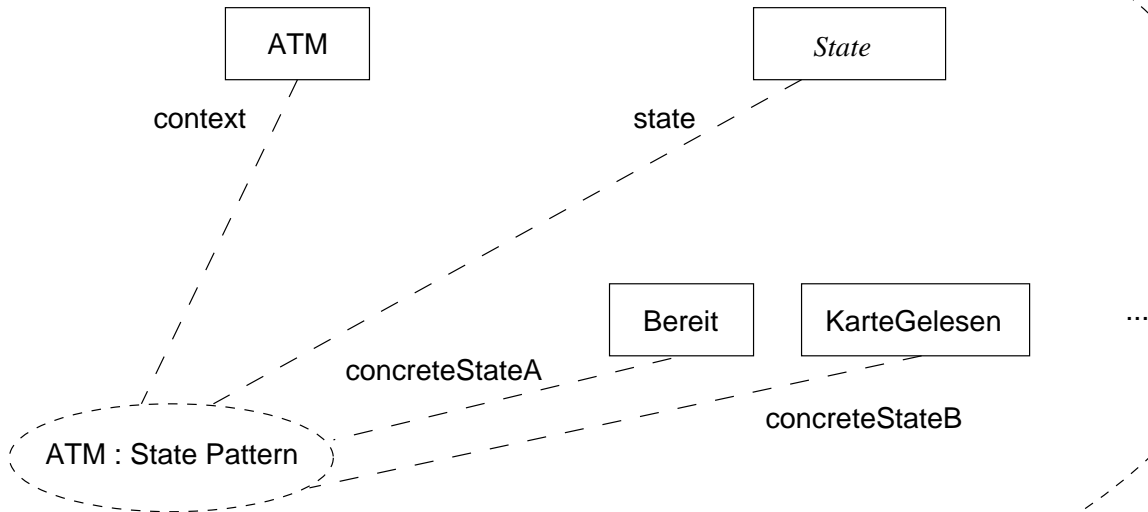 ATM
State
context
state
Bereit
KarteGelesen
...
concreteStateA
concreteStateB
ATM : State Pattern